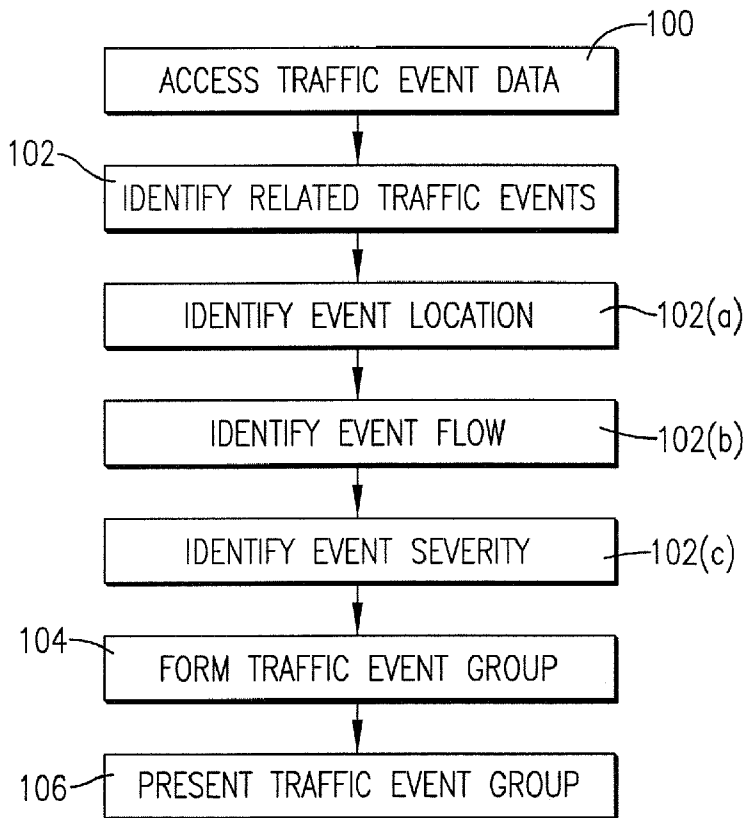 100
ACCESS TRAFFIC EVENT DATA
102
IDENTIFY RELATED TRAFFIC EVENTS
IDENTIFY EVENT LOCATION
102(a)
IDENTIFY EVENT FLOW
102(b)
IDENTIFY EVENT SEVERITY
102(c)
104
FORM TRAFFIC EVENT GROUP
106
PRESENT TRAFFIC EVENT GROUP